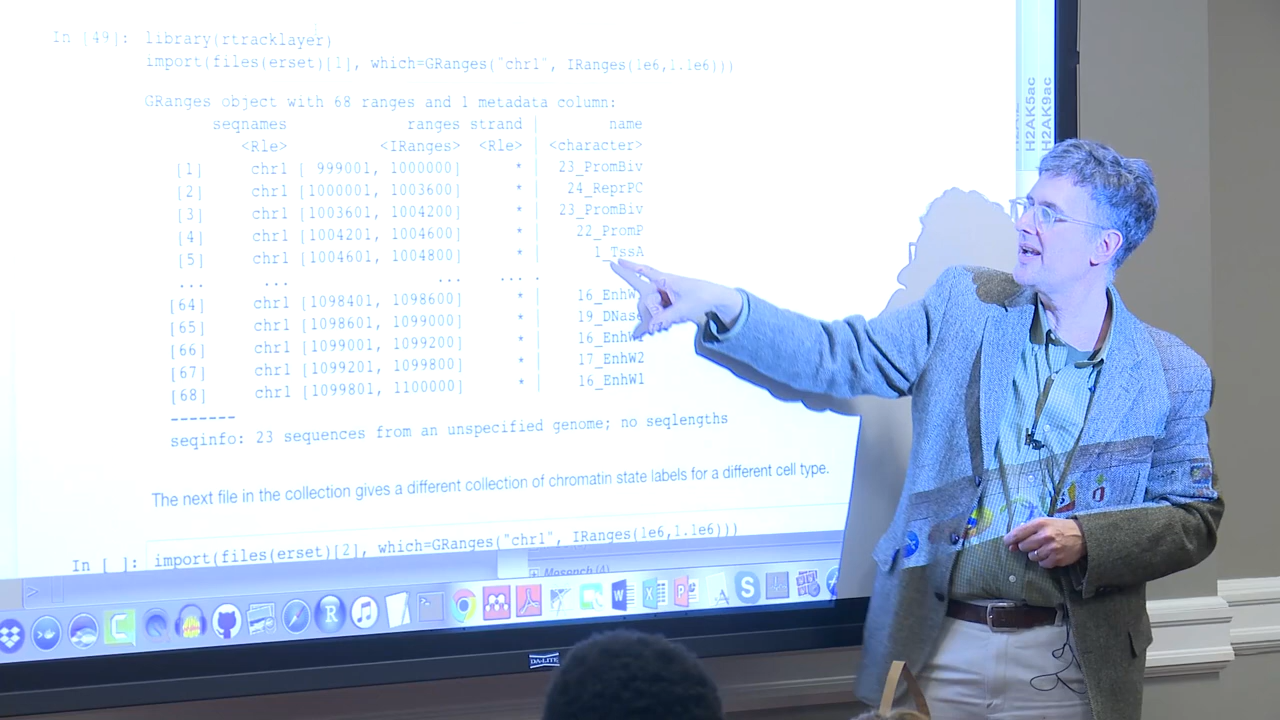 In [49]: library(rtracklayer)
import(files(erset)[1], which=GRanges("chr1", IRanges(1e6,1.1e6)))
GRanges object with 68 ranges and 1 metadata column:
seqnames ranges strand | name
<Rle> <IRanges> <Rle> | <character>
[1] chr1 [ 999001, 1000000] * | 23_PromBiv
[2] chr1 [1000001, 1003600] * | 24_ReprPC
[3] chr1 [1003601, 1004200] * | 23_PromBiv
[4] chr1 [1004201, 1004600] * | 22_PromP
[5] chr1 [1004601, 1004800] * | 1_TssA
... ... ... ... .
[64] chr1 [1098401, 1098600] * | 16_EnhW
[65] chr1 [1098601, 1099000] * | 19_DNase
[66] chr1 [1099001, 1099200] * | 16_EnhW1
[67] chr1 [1099201, 1099800] * | 17_EnhW2
[68] chr1 [1099801, 1100000] * | 16_EnhW1
-------
seqinfo: 23 sequences from an unspecified genome; no seqlengths
The next file in the collection gives a different collection of chromatin state labels for a different cell type.
In [ ]: import(files(erset)[2], which=GRanges("chr1", IRanges(1e6,1.1e6)))
Mesench (4)
H2AK5ac
H2AK9ac
DA-LITE